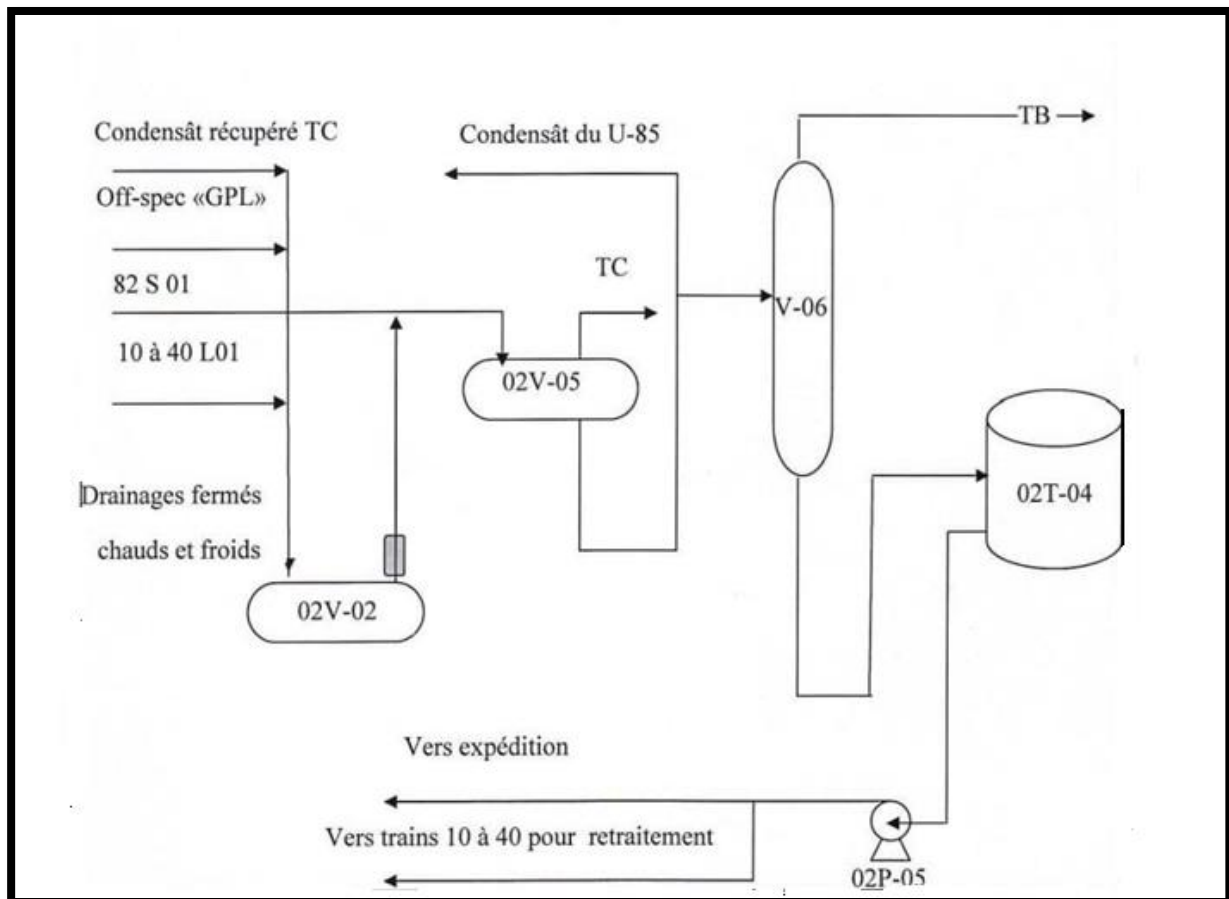 Condensât récupéré TC
Condensât du U-85
TB
Off-spec «GPL»
82 S 01
TC
10 à 40 L01
V-06
02V-05
Drainages fermés
chauds et froids
02T-04
02V-02
Vers expédition
Vers trains 10 à 40 pour retraitement
02P-05